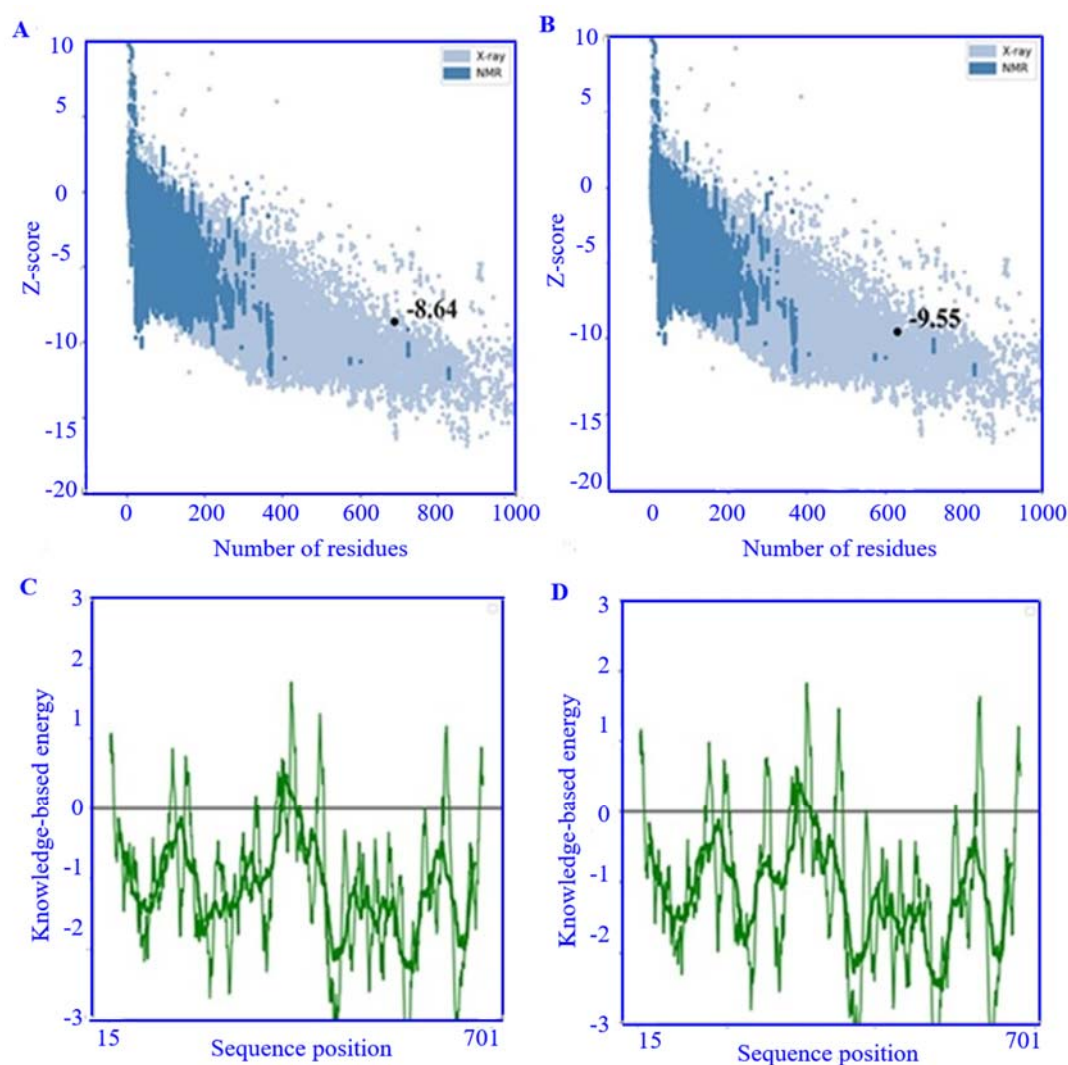 A
10
5
0
-5
-10
-15
-20
Z-score
X-ray
NMR
-8.64
0 200 400 600 800 1000
Number of residues
B
10
5
0
-5
-10
-15
-20
Z-score
X-ray
NMR
-9.55
0 200 400 600 800 1000
Number of residues
C
3
2
1
0
-1
-2
-3
Knowledge-based energy
15 701
Sequence position
D
3
2
1
0
-1
-2
-3
Knowledge-based energy
15 701
Sequence position